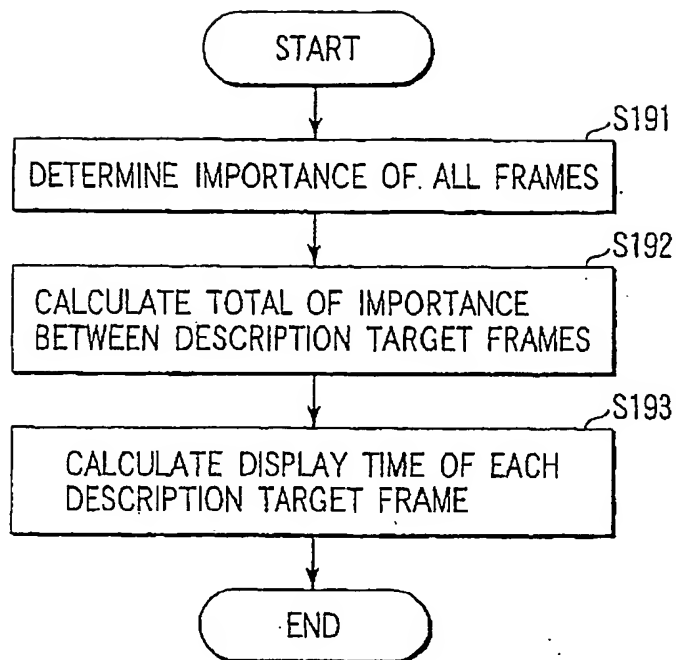 START
S191
DETERMINE IMPORTANCE OF ALL FRAMES
S192
CALCULATE TOTAL OF IMPORTANCE
BETWEEN DESCRIPTION TARGET FRAMES
S193
CALCULATE DISPLAY TIME OF EACH
DESCRIPTION TARGET FRAME
END